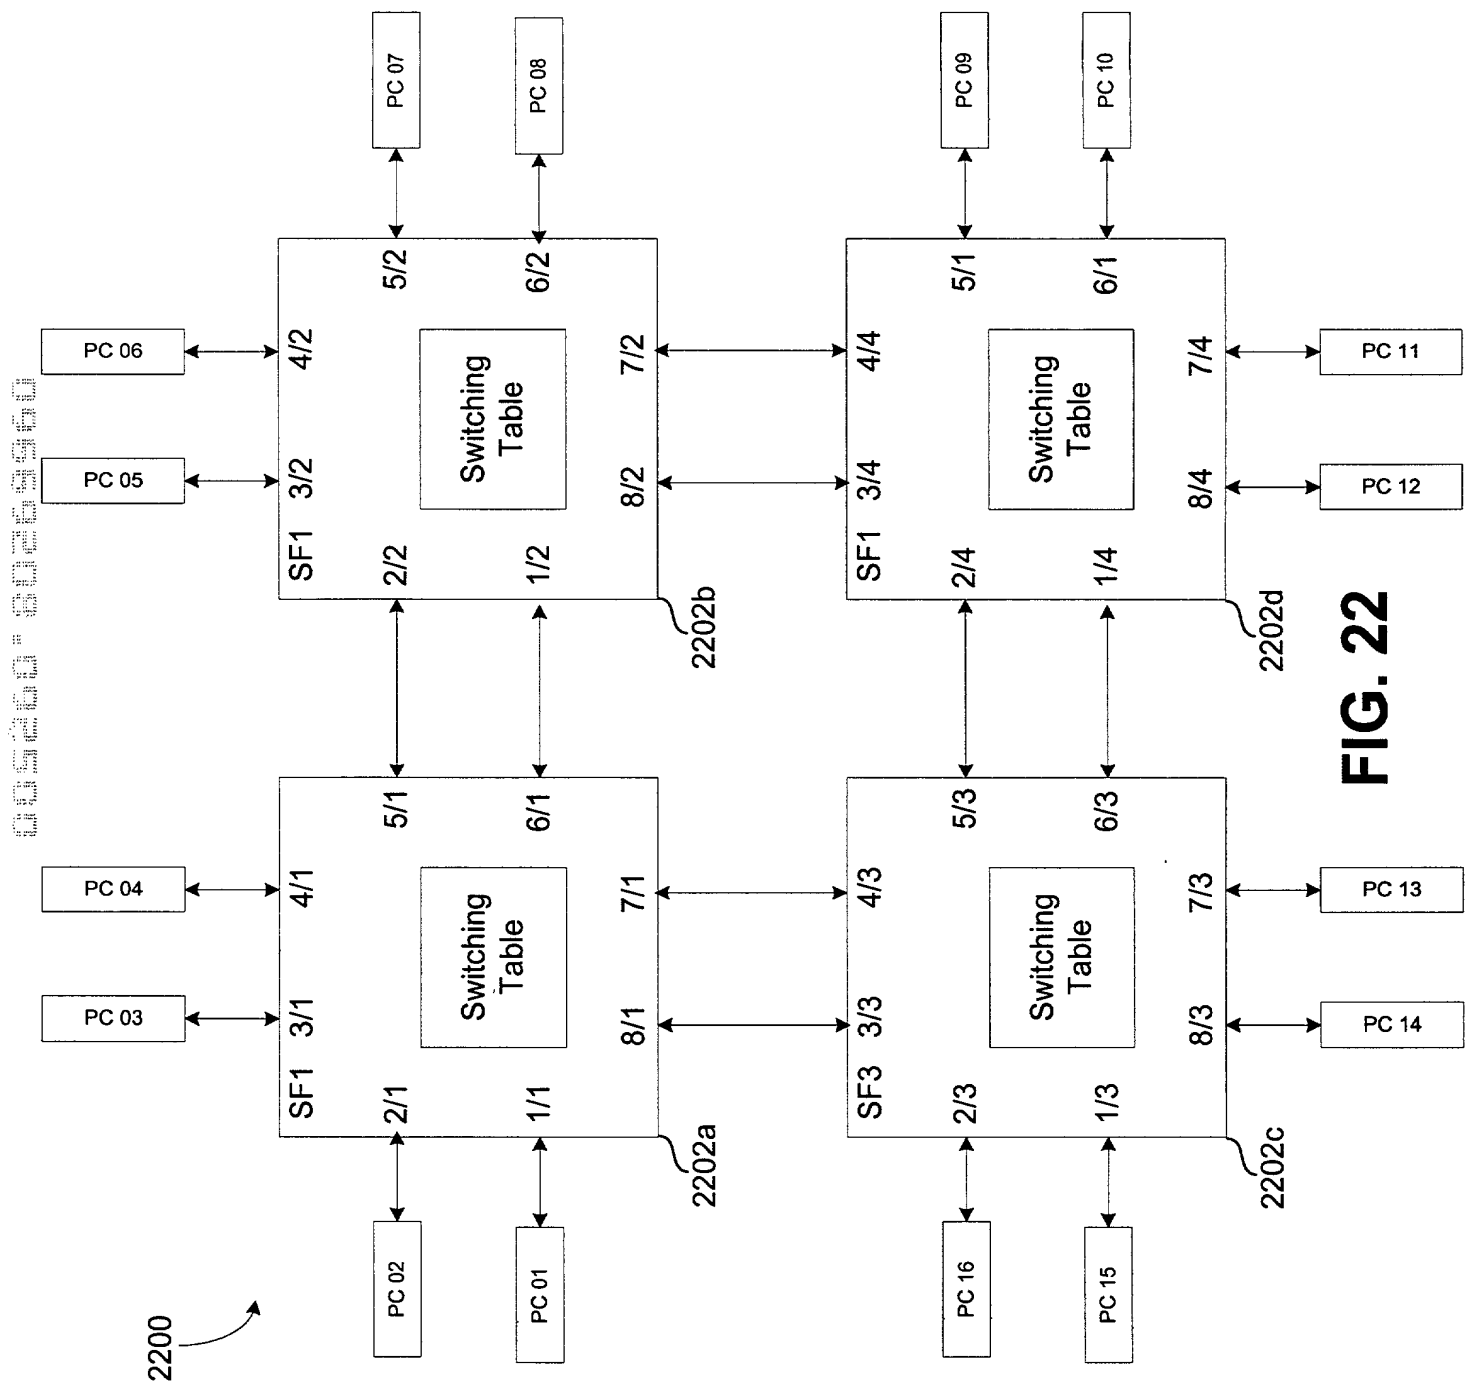 2200
PC 03
PC 04
PC 05
PC 06
PC 02
PC 01
PC 07
PC 08
SF1
3/1
4/1
2/1
1/1
5/1
6/1
8/1
7/1
Switching
Table
2202a
SF1
3/2
4/2
2/2
1/2
5/2
6/2
8/2
7/2
Switching
Table
2202b
PC 16
PC 15
PC 09
PC 10
SF3
3/3
4/3
2/3
1/3
5/3
6/3
8/3
7/3
Switching
Table
2202c
SF1
3/4
4/4
2/4
1/4
5/1
6/1
8/4
7/4
Switching
Table
2202d
PC 14
PC 13
PC 12
PC 11
FIG. 22